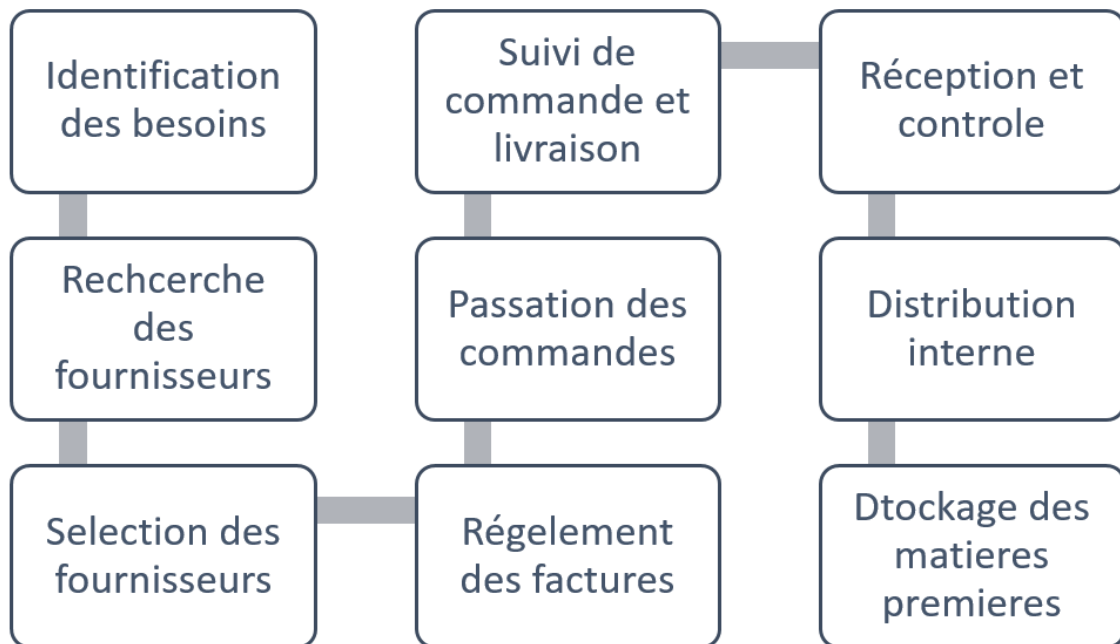 Identification
des besoins
Rechcerche
des
fournisseurs
Selection des
fournisseurs
Régelement
des factures
Passation des
commandes
Suivi de
commande et
livraison
Réception et
controle
Distribution
interne
Dtockage des
matieres
premieres